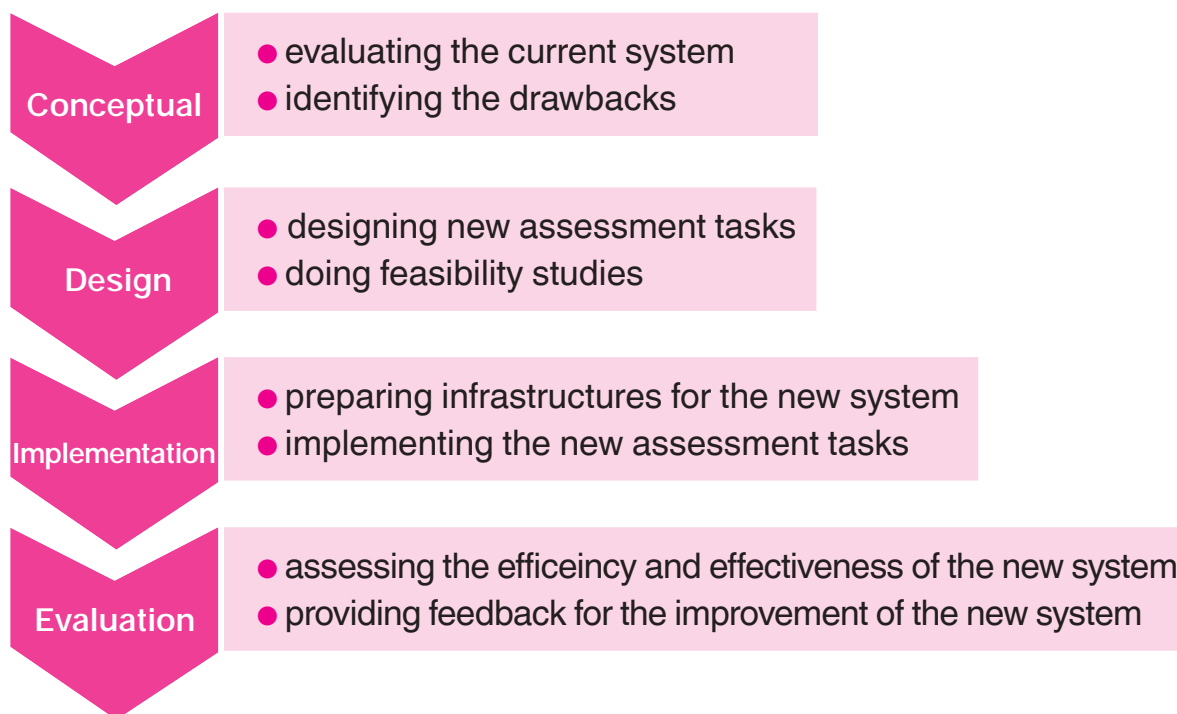 Conceptual
● evaluating the current system
● identifying the drawbacks
Design
● designing new assessment tasks
● doing feasibility studies
Implementation
● preparing infrastructures for the new system
● implementing the new assessment tasks
Evaluation
● assessing the efficeincy and effectiveness of the new system
● providing feedback for the improvement of the new system